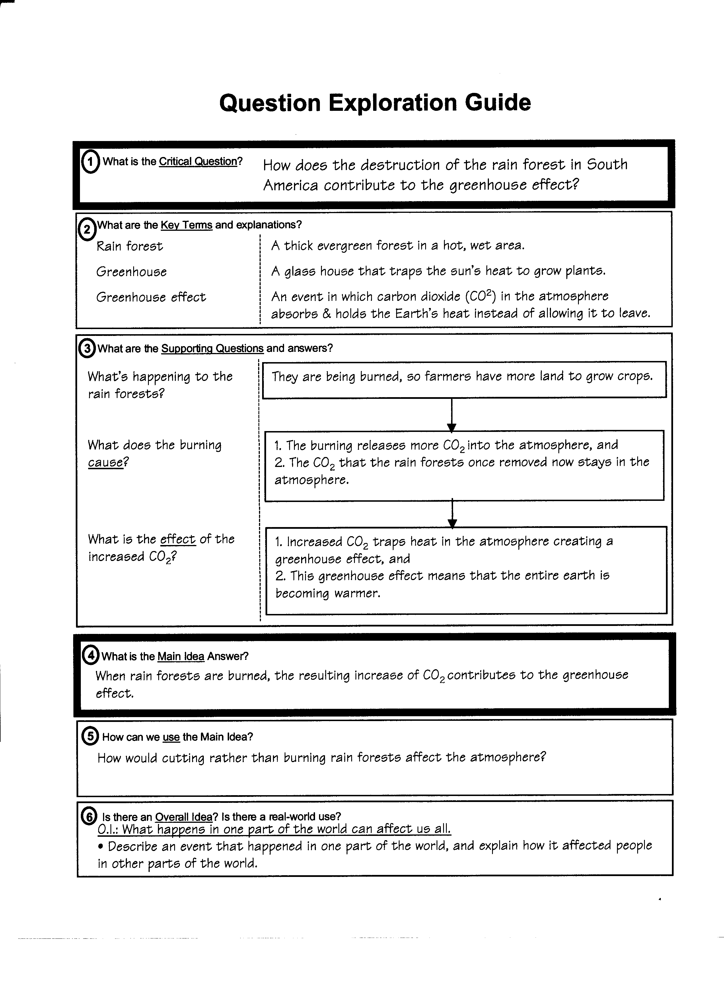 Question Exploration Guide
1 What is the Critical Question? How does the destruction of the rain forest in South
America contribute to the greenhouse effect?
2 What are the Key Terms and explanations?
Rain forest A thick evergreen forest in a hot, wet area.
Greenhouse A glass house that traps the sun's heat to grow plants.
Greenhouse effect An event in which carbon dioxide (CO²) in the atmosphere
absorbs & holds the Earth's heat instead of allowing it to leave.
3 What are the Supporting Questions and answers?
What's happening to the
rain forests?
They are being burned, so farmers have more land to grow crops.
What does the burning
cause?
1. The burning releases more CO₂ into the atmosphere, and
2. The CO₂ that the rain forests once removed now stays in the
atmosphere.
What is the effect of the
increased CO₂?
1. Increased CO₂ traps heat in the atmosphere creating a
greenhouse effect, and
2. This greenhouse effect means that the entire earth is
becoming warmer.
4 What is the Main Idea Answer?
When rain forests are burned, the resulting increase of CO₂ contributes to the greenhouse
effect.
5 How can we use the Main Idea?
How would cutting rather than burning rain forests affect the atmosphere?
6 Is there an Overall Idea? Is there a real-world use?
O.I.: What happens in one part of the world can affect us all.
• Describe an event that happened in one part of the world, and explain how it affected people
in other parts of the world.